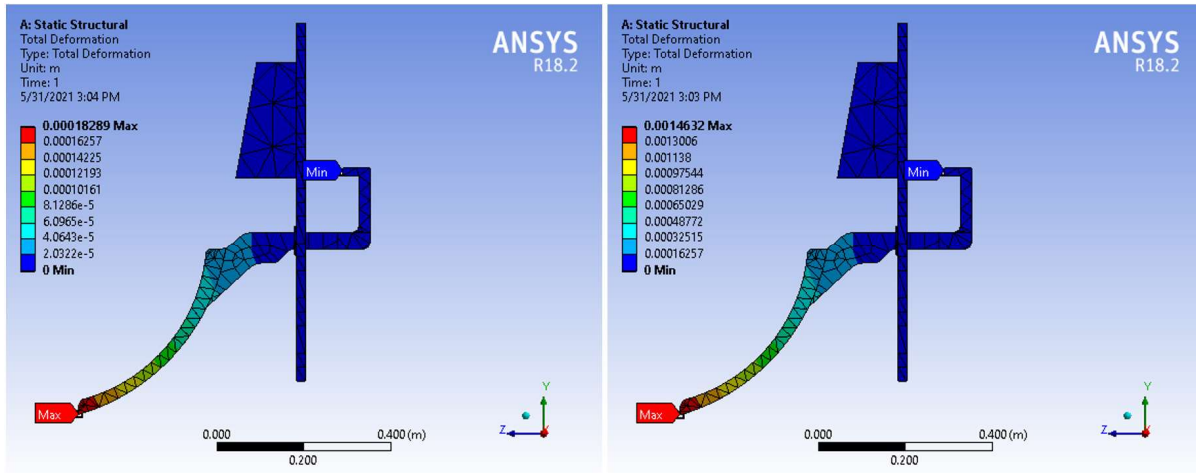 A: Static Structural
Total Deformation
Type: Total Deformation
Unit: m
Time: 1
5/31/2021 3:04 PM
ANSYS
R18.2
0.00018289 Max
0.00016257
0.00014225
0.00012193
0.00010161
8.1286e-5
6.0965e-5
4.0643e-5
2.0322e-5
0 Min
Min
Max
0.000
0.400 (m)
0.200
Y
Z
A: Static Structural
Total Deformation
Type: Total Deformation
Unit: m
Time: 1
5/31/2021 3:03 PM
ANSYS
R18.2
0.0014632 Max
0.0013006
0.001138
0.00097544
0.00081286
0.00065029
0.00048772
0.00032515
0.00016257
0 Min
Min
Max
0.000
0.400 (m)
0.200
Y
Z